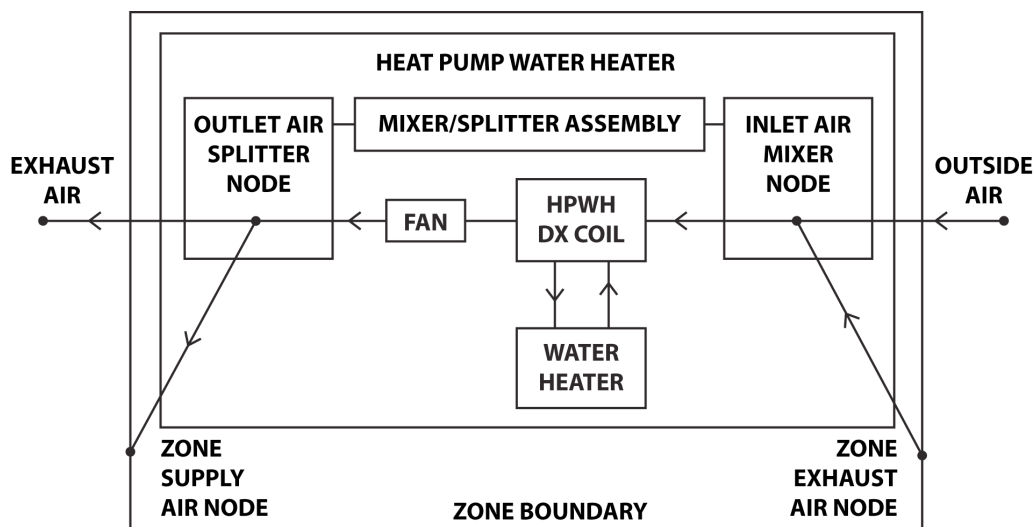 HEAT PUMP WATER HEATER
OUTLET AIR
SPLITTER
NODE
MIXER/SPLITTER ASSEMBLY
INLET AIR
MIXER
NODE
EXHAUST
AIR
OUTSIDE
AIR
FAN
HPWH
DX COIL
WATER
HEATER
ZONE
SUPPLY
AIR NODE
ZONE
EXHAUST
AIR NODE
ZONE BOUNDARY